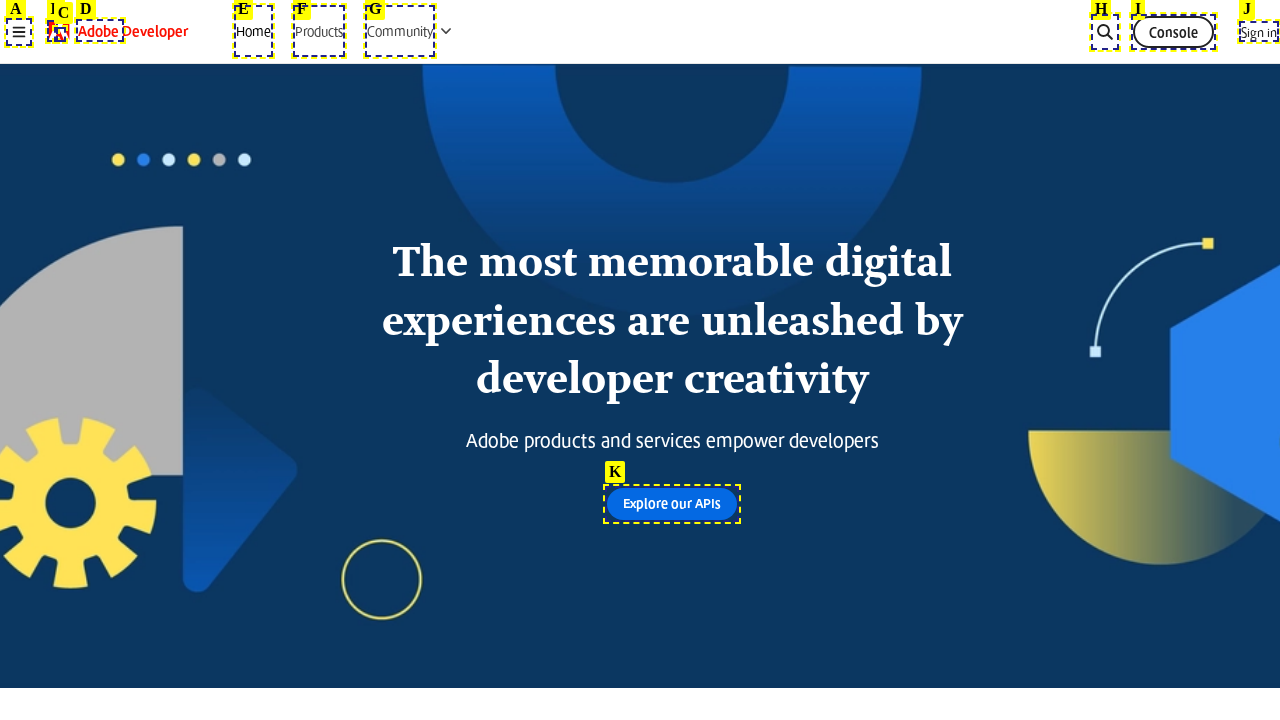 A
C
D
E
F
G
H
I
J
Adobe Developer
Home
Products
Community
Console
Sign in
The most memorable digital
experiences are unleashed by
developer creativity
Adobe products and services empower developers
K
Explore our APIs